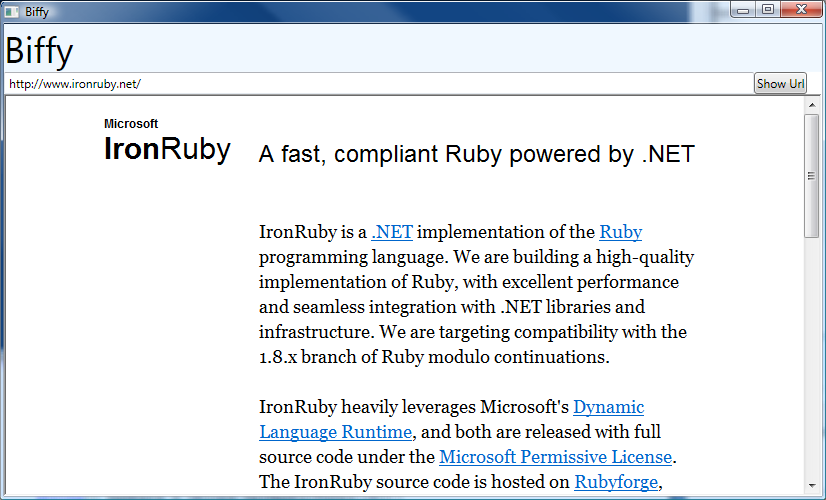 Biffy
Biffy
http://www.ironruby.net/
Show Url
Microsoft
IronRuby
A fast, compliant Ruby powered by .NET
IronRuby is a .NET implementation of the Ruby
programming language. We are building a high-quality
implementation of Ruby, with excellent performance
and seamless integration with .NET libraries and
infrastructure. We are targeting compatibility with the
1.8.x branch of Ruby modulo continuations.
IronRuby heavily leverages Microsoft's Dynamic
Language Runtime, and both are released with full
source code under the Microsoft Permissive License.
The IronRuby source code is hosted on Rubyforge,